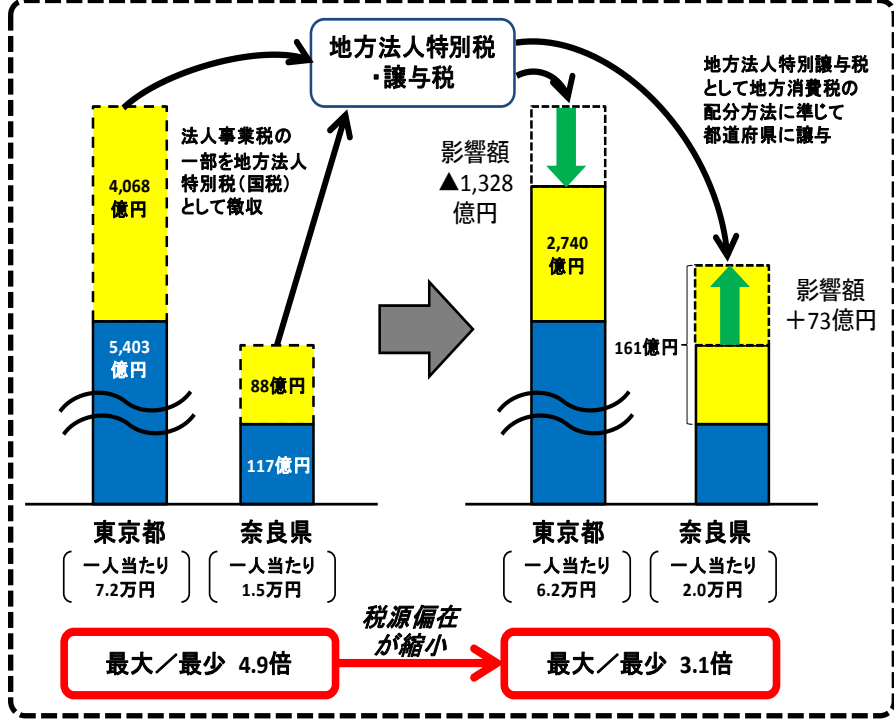 地方法人特別税
・譲与税
法人事業税の
一部を地方法人
特別税（国税）
として徴収
地方法人特別譲与税
として地方消費税の
配分方法に準じて
都道府県に譲与
影響額
▲1,328
億円
4,068
億円
5,403
億円
88億円
117億円
2,740
億円
161億円
影響額
＋73億円
東京都
一人当たり
7.2万円
奈良県
一人当たり
1.5万円
東京都
一人当たり
6.2万円
奈良県
一人当たり
2.0万円
最大／最少 4.9倍
税源偏在
が縮小
最大／最少 3.1倍